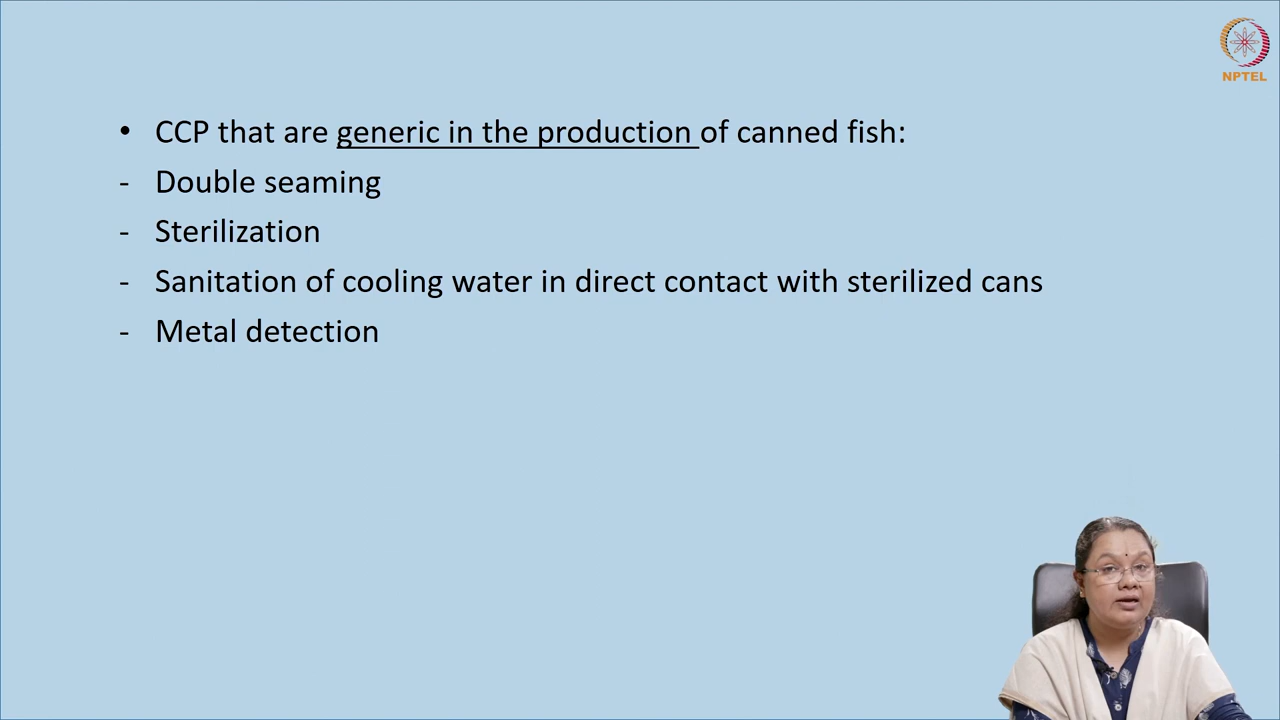 NPTEL
• CCP that are generic in the production of canned fish:
- Double seaming
- Sterilization
- Sanitation of cooling water in direct contact with sterilized cans
- Metal detection